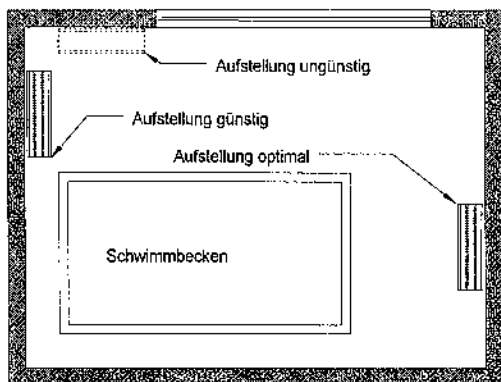 Aufstellung ungünstig
Aufstellung günstig
Aufstellung optimal
Schwimmbecken